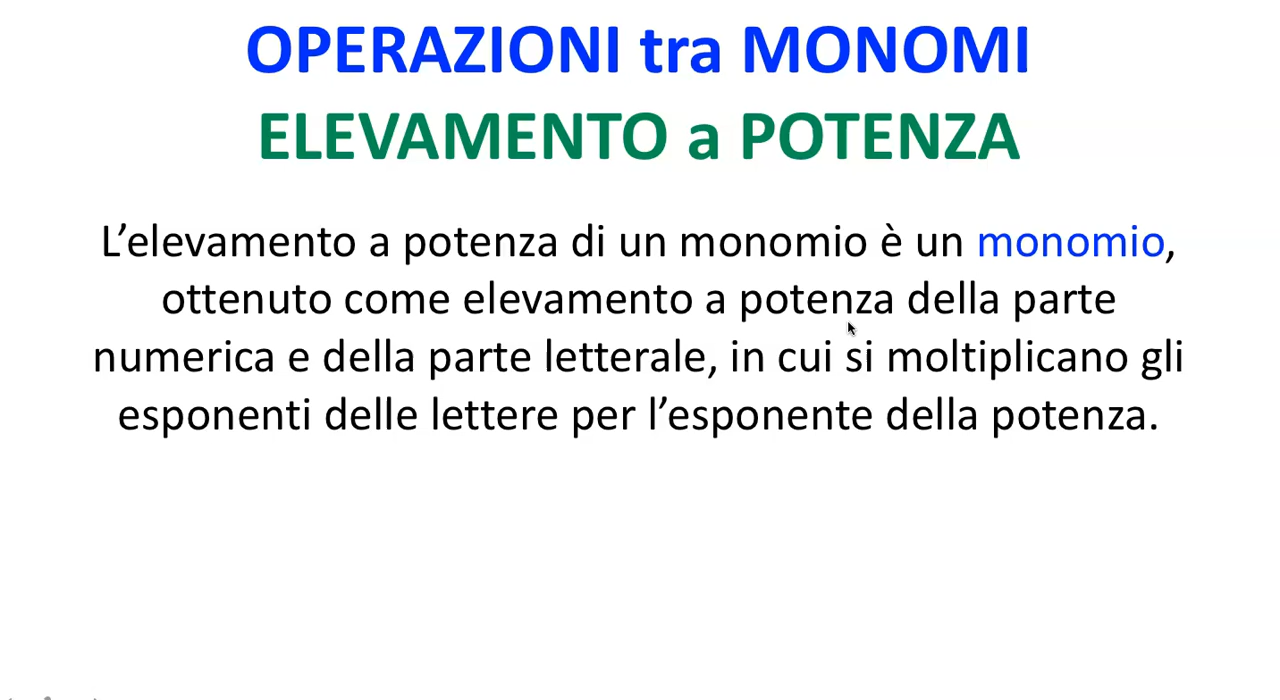 OPERAZIONI tra MONOMI
ELEVAMENTO a POTENZA
L’elevamento a potenza di un monomio è un monomio,
ottenuto come elevamento a potenza della parte
numerica e della parte letterale, in cui si moltiplicano gli
esponenti delle lettere per l’esponente della potenza.